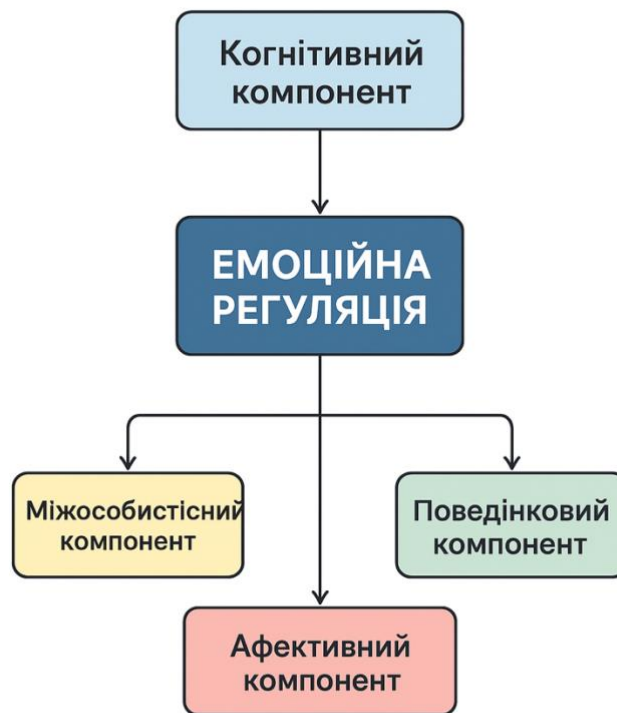 Когнітивний
компонент
ЕМОЦІЙНА
РЕГУЛЯЦІЯ
Міжособистісний
компонент
Поведінковий
компонент
Афективний
компонент